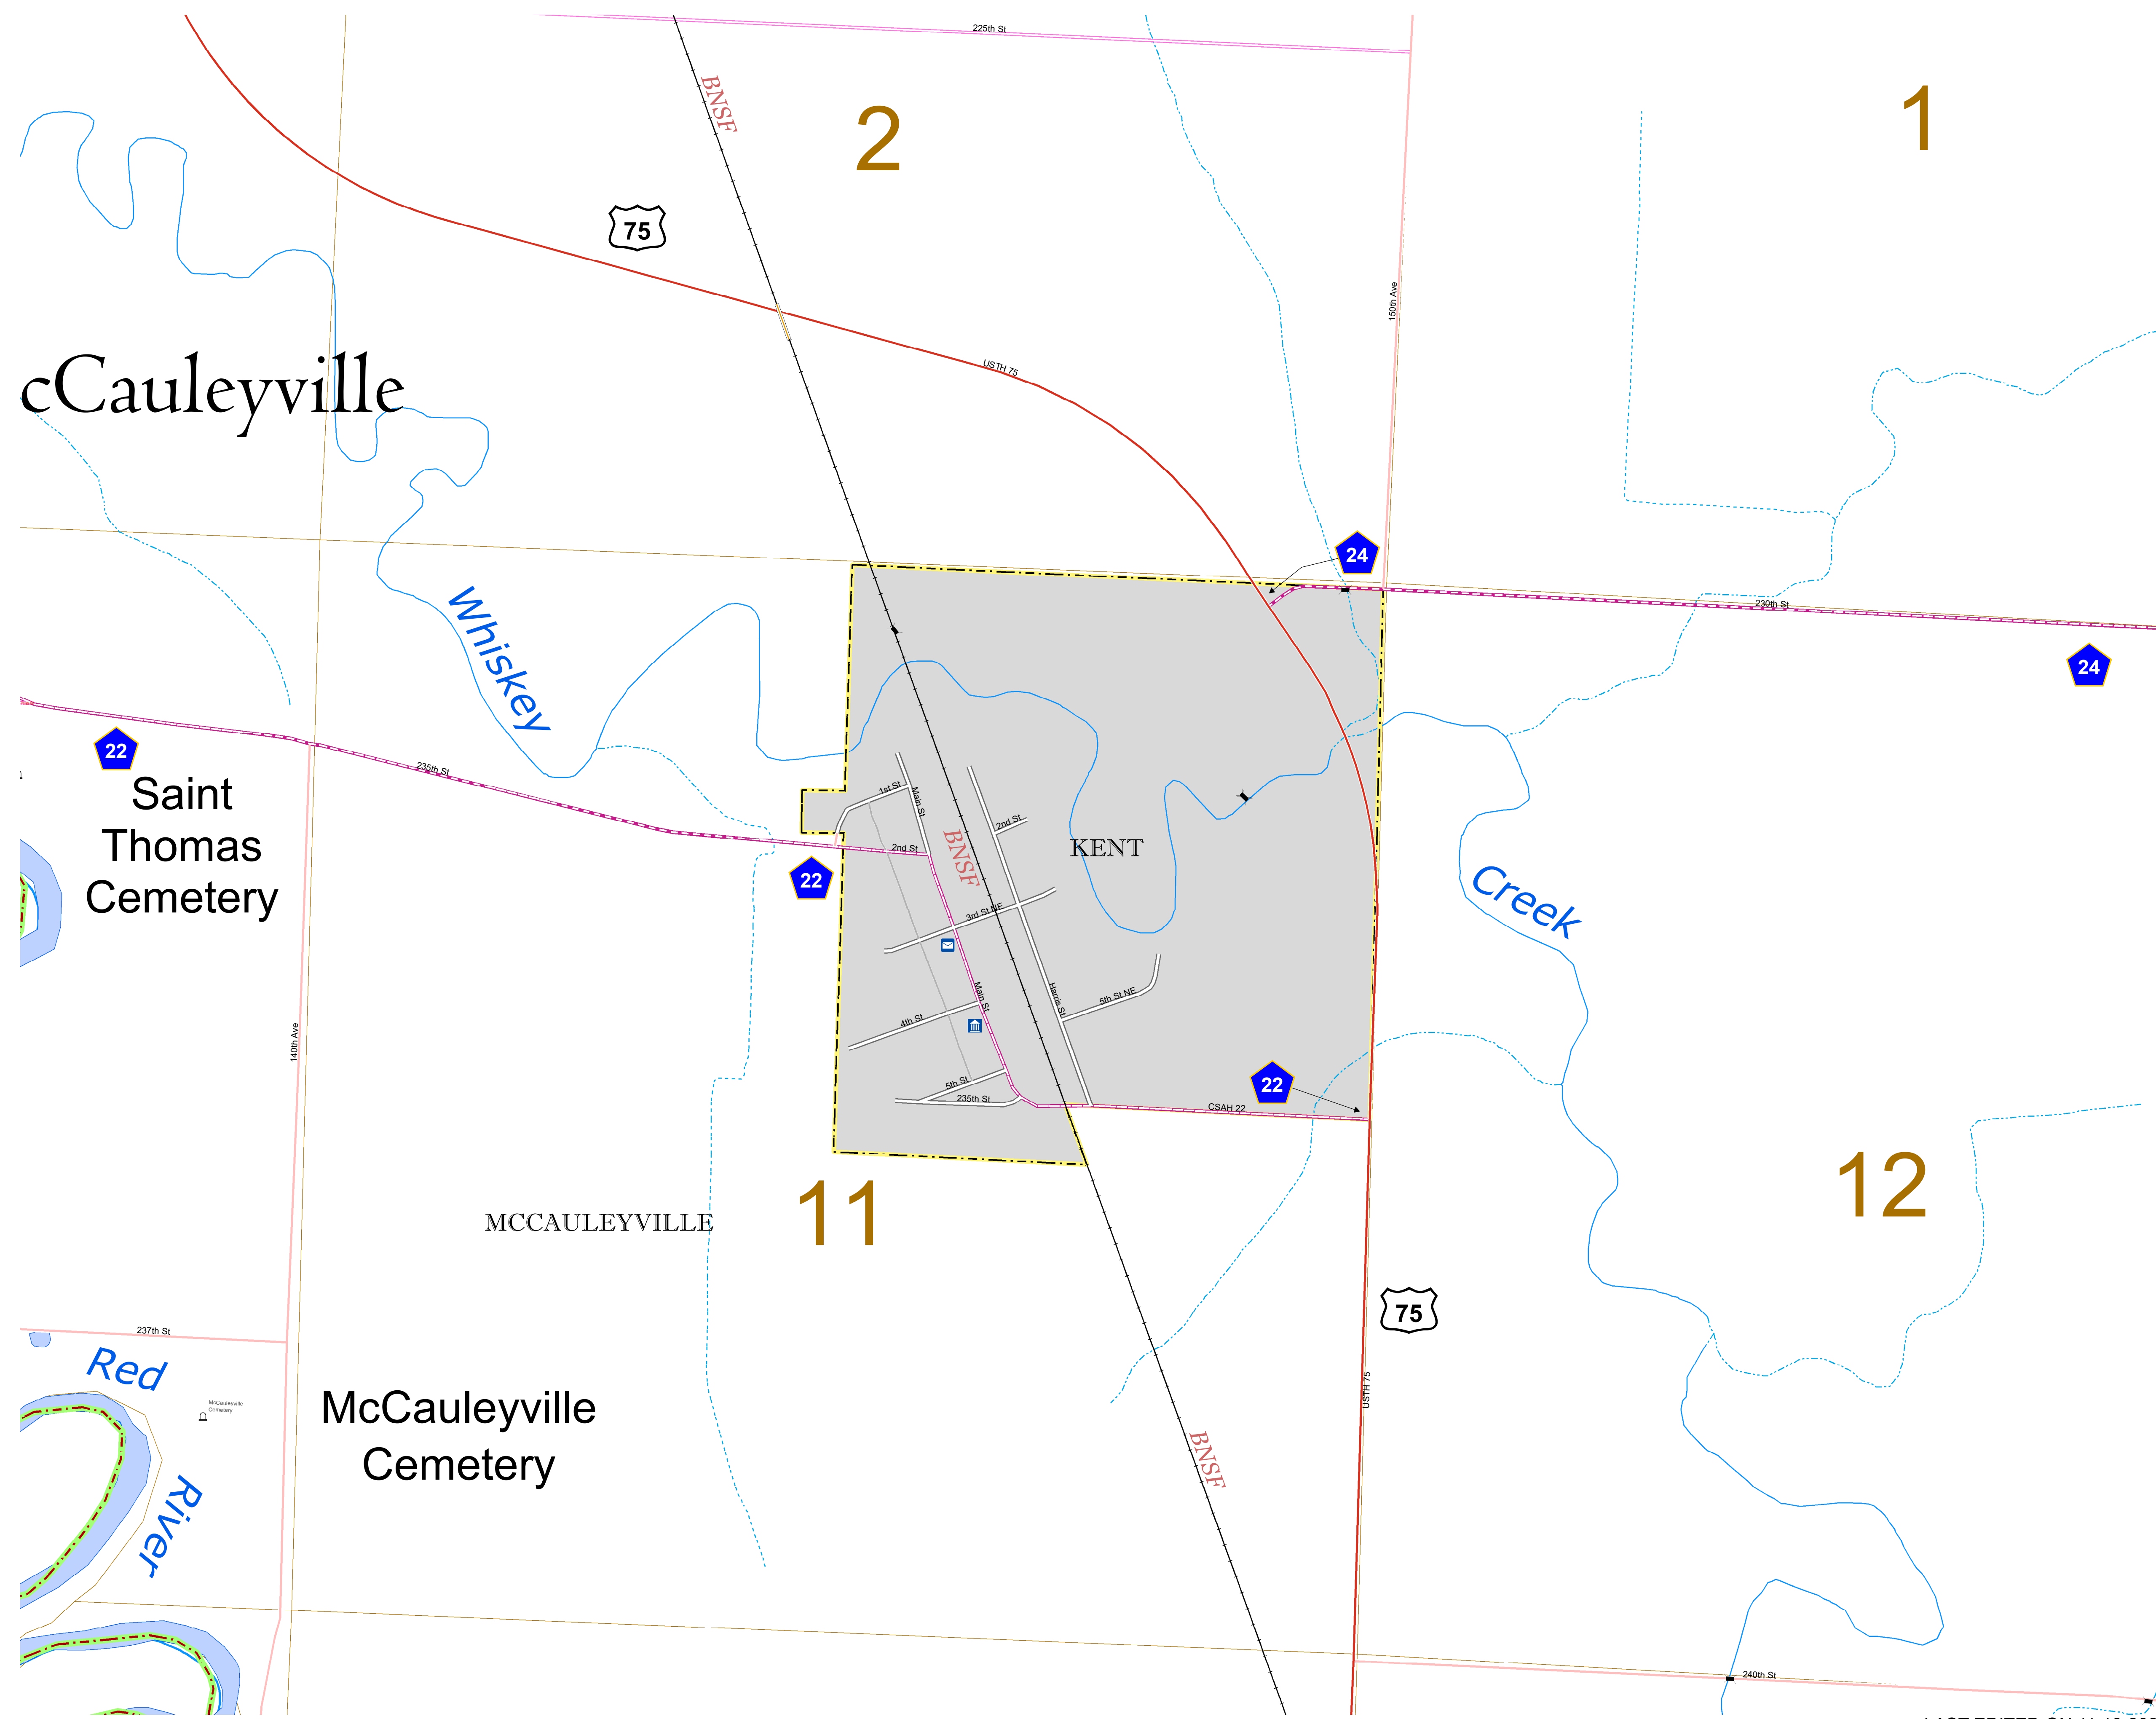 225th St
BNSF
2
1
75
150th Ave
cCauleyville
USTH 75
24
230th St
24
Whiskey
22
235th St
Saint
Thomas
Cemetery
1st St
Main St
2nd St
2nd St
BNSF
KENT
22
Creek
3rd St NE
Main St
Harris St
5th St NE
4th St
140th Ave
5th St
235th St
22
CSAH 22
12
11
MCCAULEYVILLE
75
237th St
Red
River
McCauleyville
Cemetery
McCauleyville
Cemetery
USTH 75
BNSF
240th St